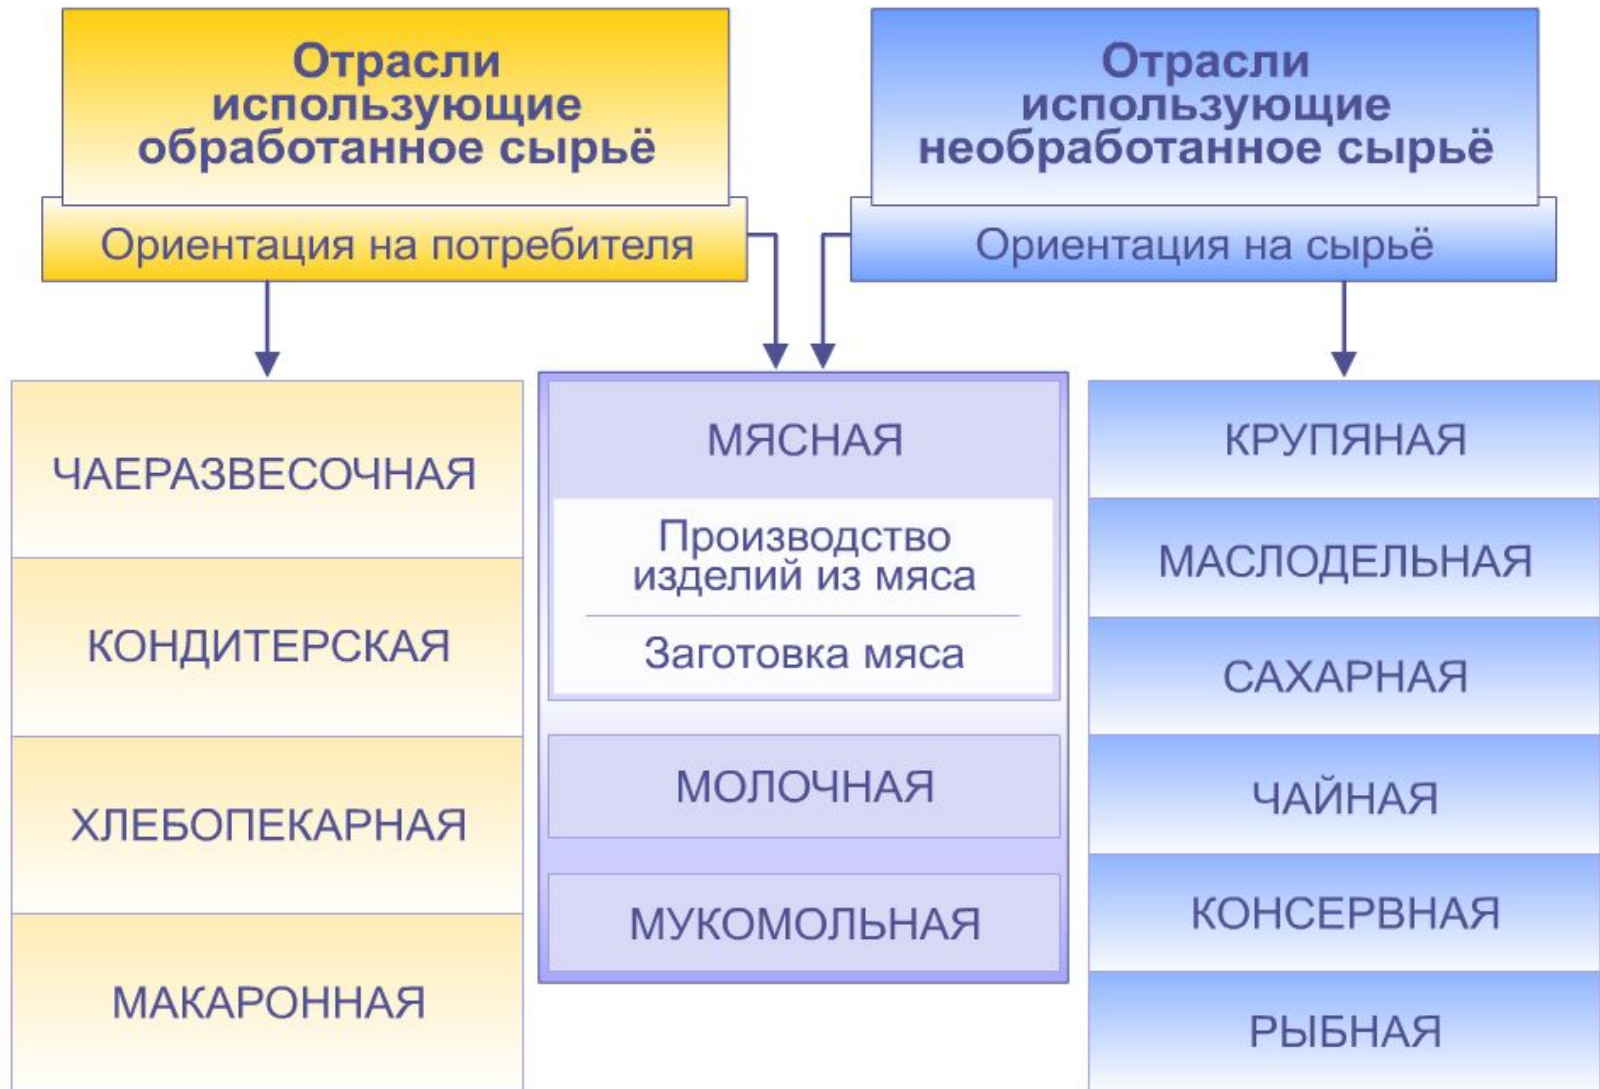 Отрасли
использующие
обработанное сырьё
Ориентация на потребителя
Отрасли
использующие
необработанное сырьё
Ориентация на сырьё
ЧАЕРАЗВЕСОЧНАЯ
КОНДИТЕРСКАЯ
ХЛЕБОПЕКАРНАЯ
МАКАРОННАЯ
МЯСНАЯ
Производство
изделий из мяса
Заготовка мяса
МОЛОЧНАЯ
МУКОМОЛЬНАЯ
КРУПЯНАЯ
МАСЛОДЕЛЬНАЯ
САХАРНАЯ
ЧАЙНАЯ
КОНСЕРВНАЯ
РЫБНАЯ